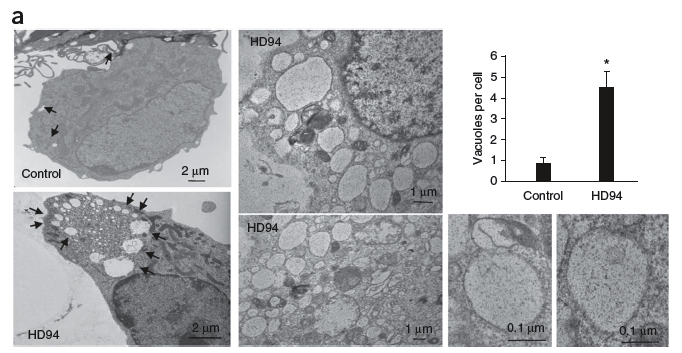 a
Control
2 μm
HD94
2 μm
HD94
1 μm
HD94
1 μm
Vacuoles per cell
6
5
4
3
2
1
0
*
Control
HD94
0.1 μm
0.1 μm